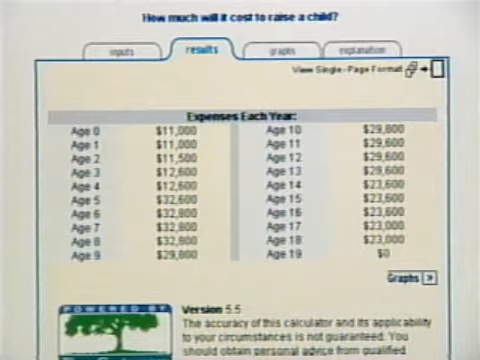 How much will it cost to raise a child?
inputs results graphs explanation
View Single-Page Format
Expenses Each Year:
Age 0 $11,000 Age 10 $29,800
Age 1 $11,000 Age 11 $29,600
Age 2 $11,500 Age 12 $29,600
Age 3 $12,600 Age 13 $29,600
Age 4 $12,600 Age 14 $23,600
Age 5 $32,600 Age 15 $23,600
Age 6 $32,800 Age 16 $23,600
Age 7 $32,800 Age 17 $23,000
Age 8 $32,800 Age 18 $23,000
Age 9 $29,800 Age 19 $0
Graphs
POWERED BY
Version 5.5
The accuracy of this calculator and its applicability
to your circumstances is not guaranteed. You
should obtain personal advice from qualified